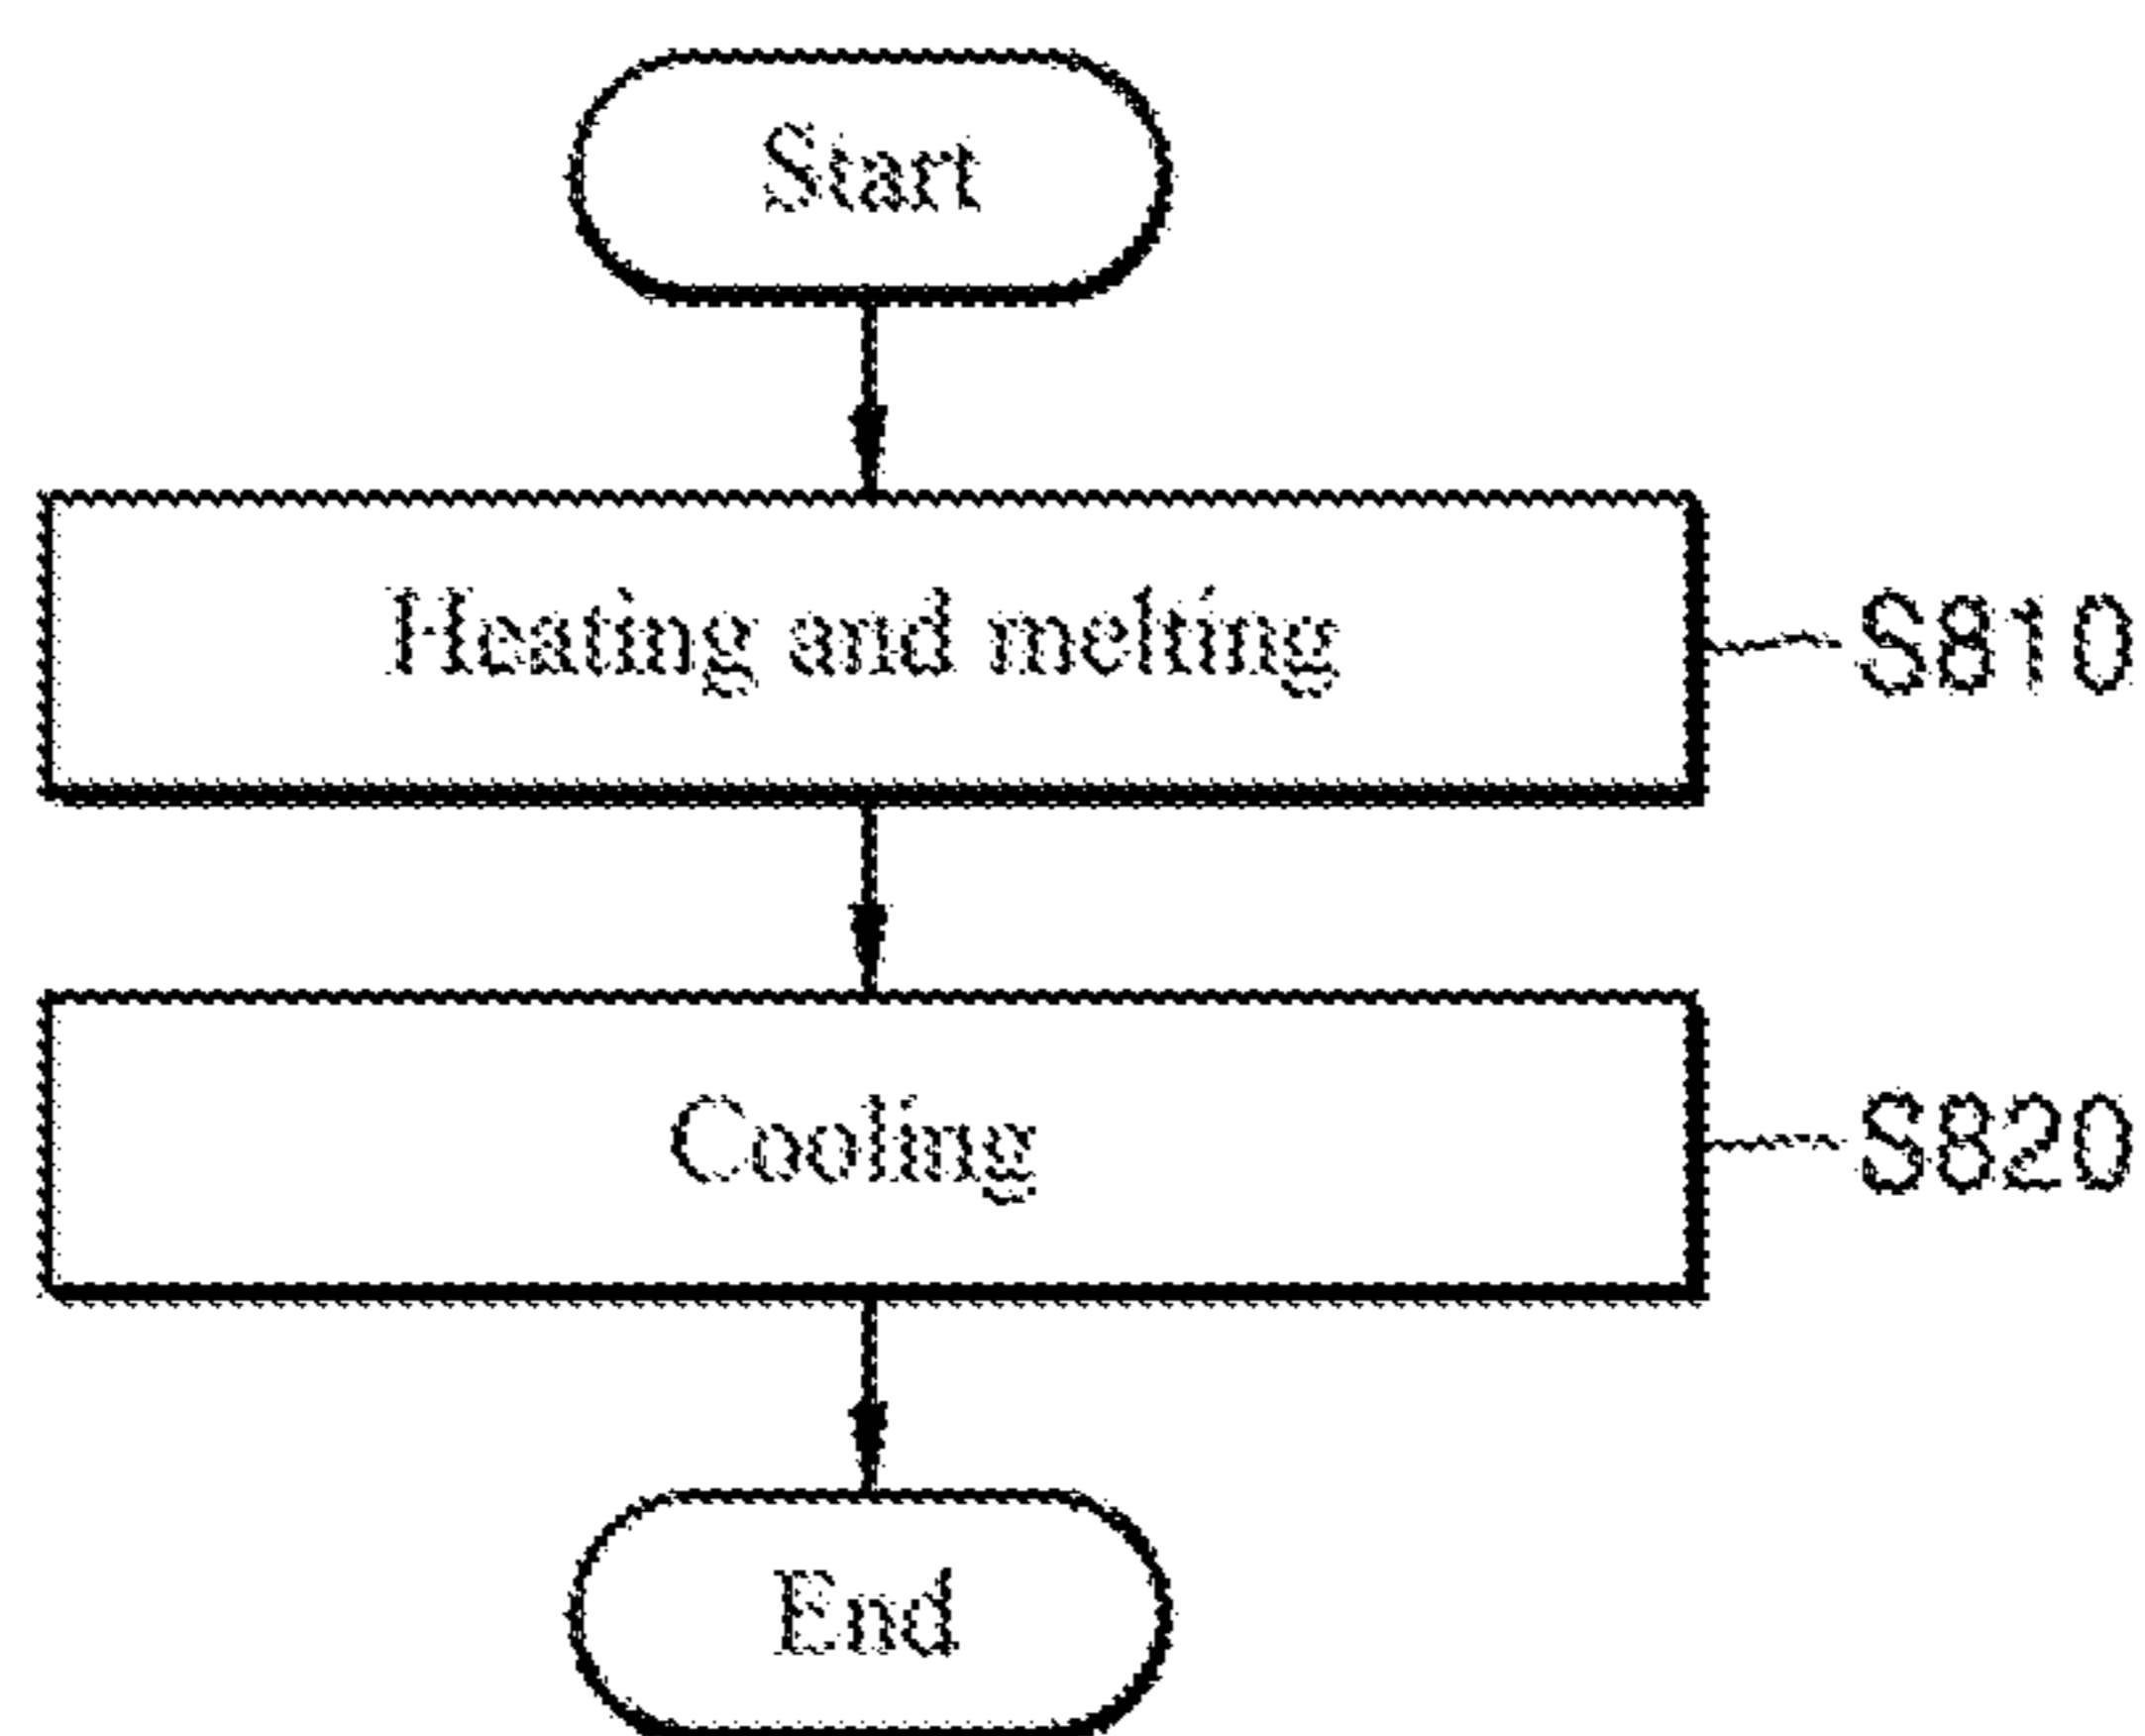 Start
Heating and melting
S810
Cooling
S820
End